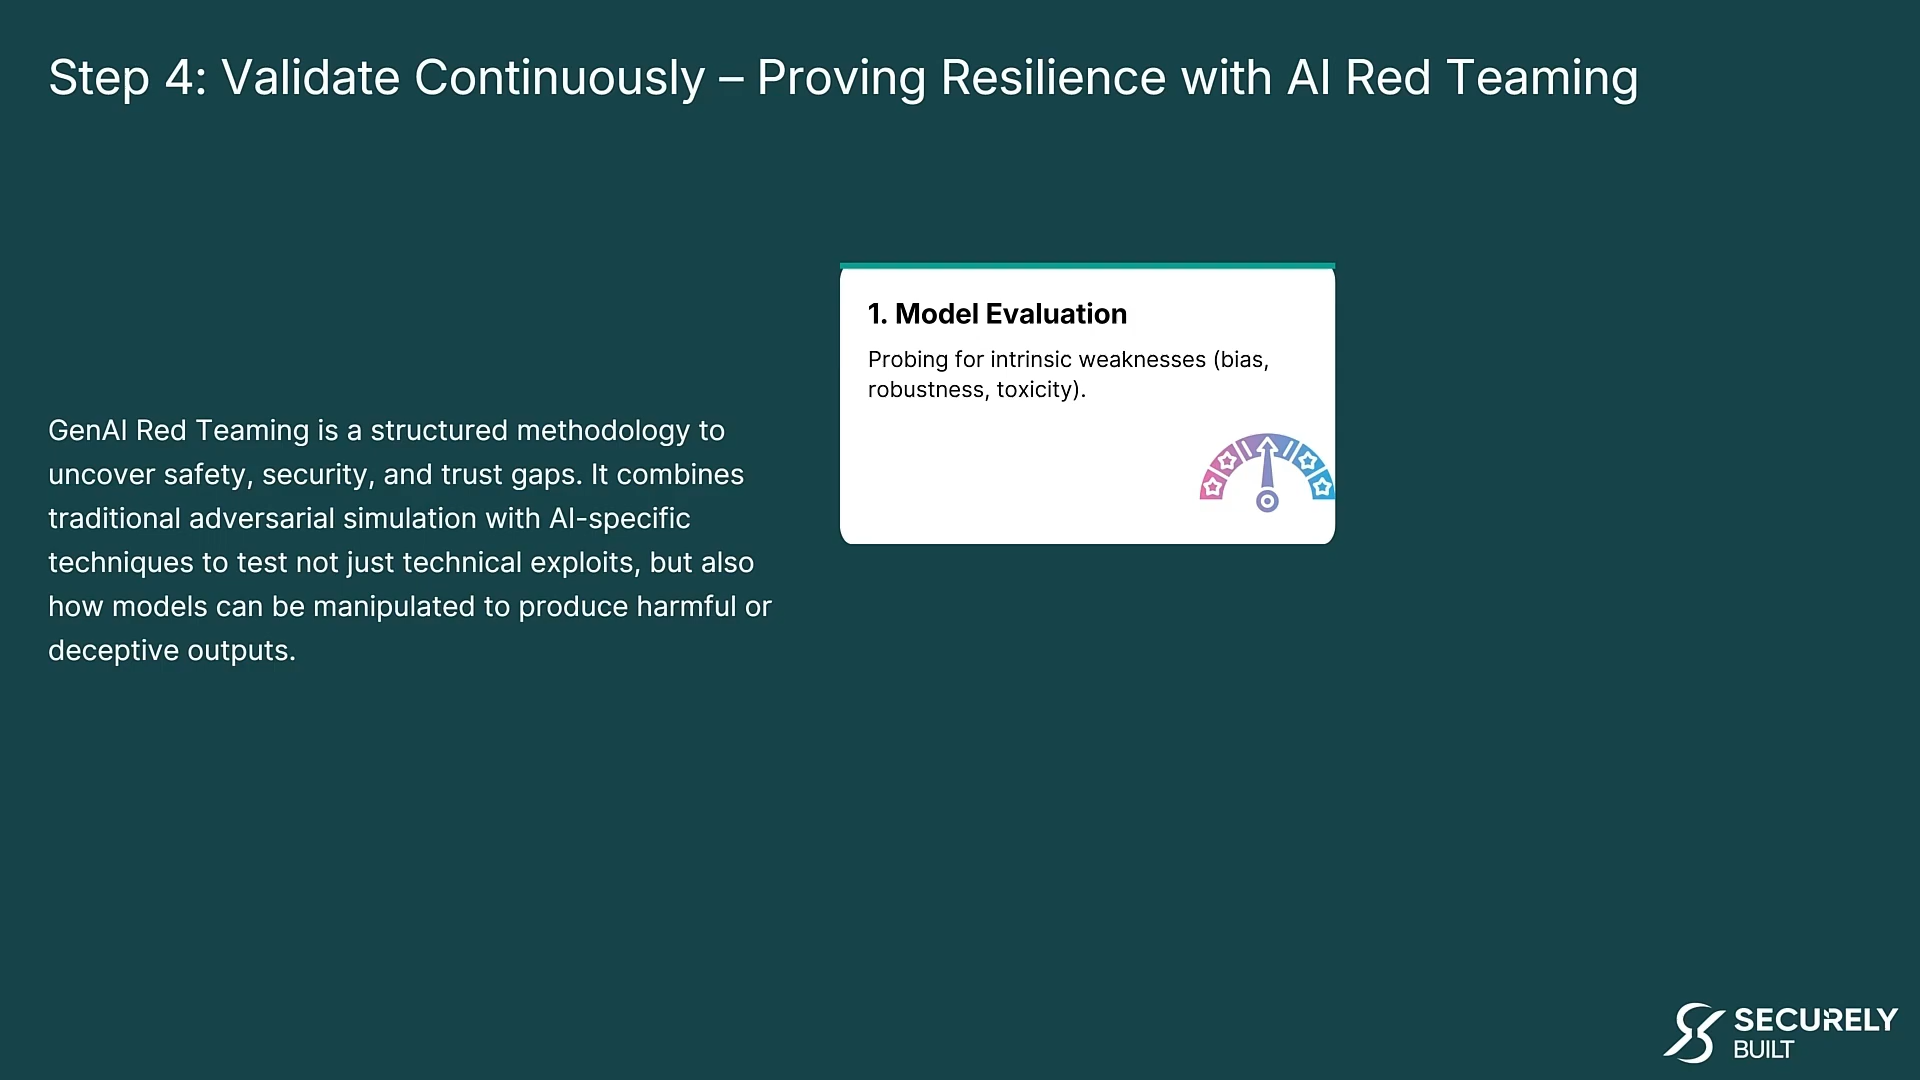 Step 4: Validate Continuously – Proving Resilience with AI Red Teaming
GenAI Red Teaming is a structured methodology to
uncover safety, security, and trust gaps. It combines
traditional adversarial simulation with AI-specific
techniques to test not just technical exploits, but also
how models can be manipulated to produce harmful or
deceptive outputs.
1. Model Evaluation
Probing for intrinsic weaknesses (bias,
robustness, toxicity).
SECURELY
BUILT